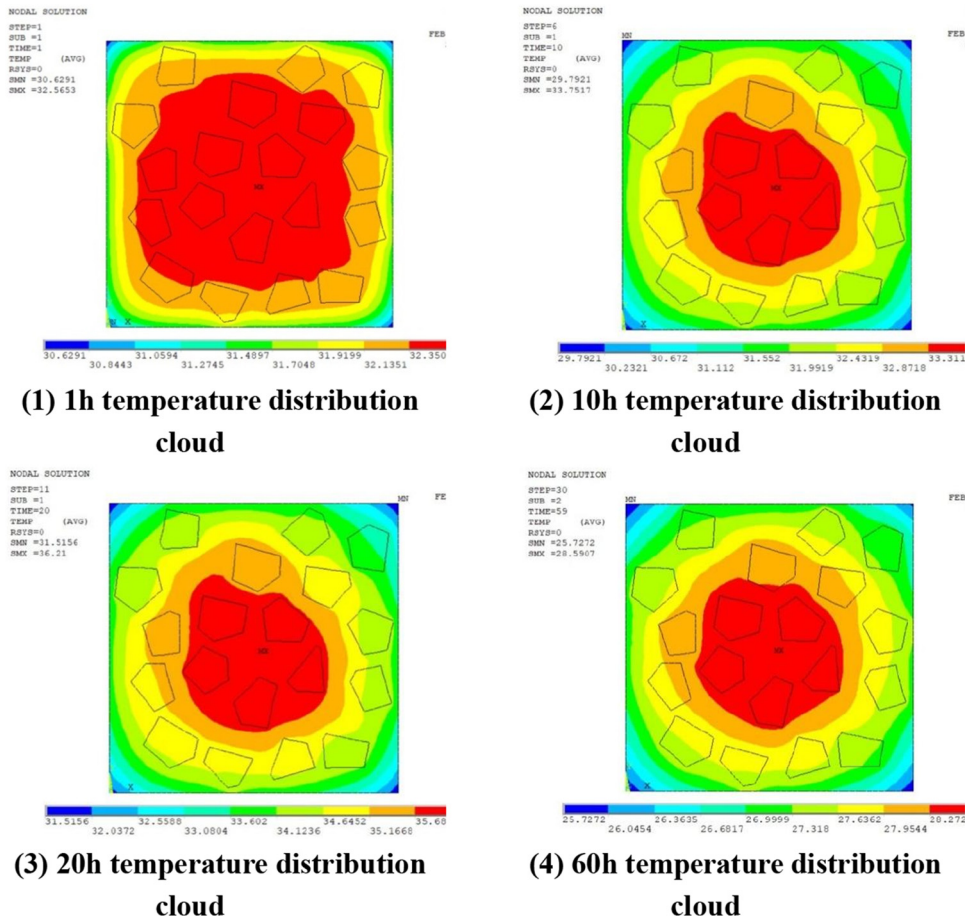 NODAL SOLUTION
STEP=1
SUB =1
TIME=1
TEMP (AVG)
RSYS=0
SMN =30.6291
SMX =32.5653
FEB
MX
X
30.6291 31.0594 31.4897 31.9199 32.350
30.8443 31.2745 31.7048 32.1351
(1) 1h temperature distribution
cloud
NODAL SOLUTION
STEP=6
SUB =1
TIME=10
TEMP (AVG)
RSYS=0
SMN =29.7921
SMX =33.7517
MN
FEB
MX
X
29.7921 30.672 31.552 32.4319 33.311
30.2321 31.112 31.9919 32.8718
(2) 10h temperature distribution
cloud
NODAL SOLUTION
STEP=11
SUB =1
TIME=20
TEMP (AVG)
RSYS=0
SMN =31.5156
SMX =36.21
MN
FE
MX
X
31.5156 32.5588 33.602 34.6452 35.68
32.0372 33.0804 34.1236 35.1668
(3) 20h temperature distribution
cloud
NODAL SOLUTION
STEP=30
SUB =2
TIME=59
TEMP (AVG)
RSYS=0
SMN =25.7272
SMX =28.5907
MN
FEB
MX
X
25.7272 26.3635 26.9999 27.6362 28.272
26.0454 26.6817 27.318 27.9544
(4) 60h temperature distribution
cloud